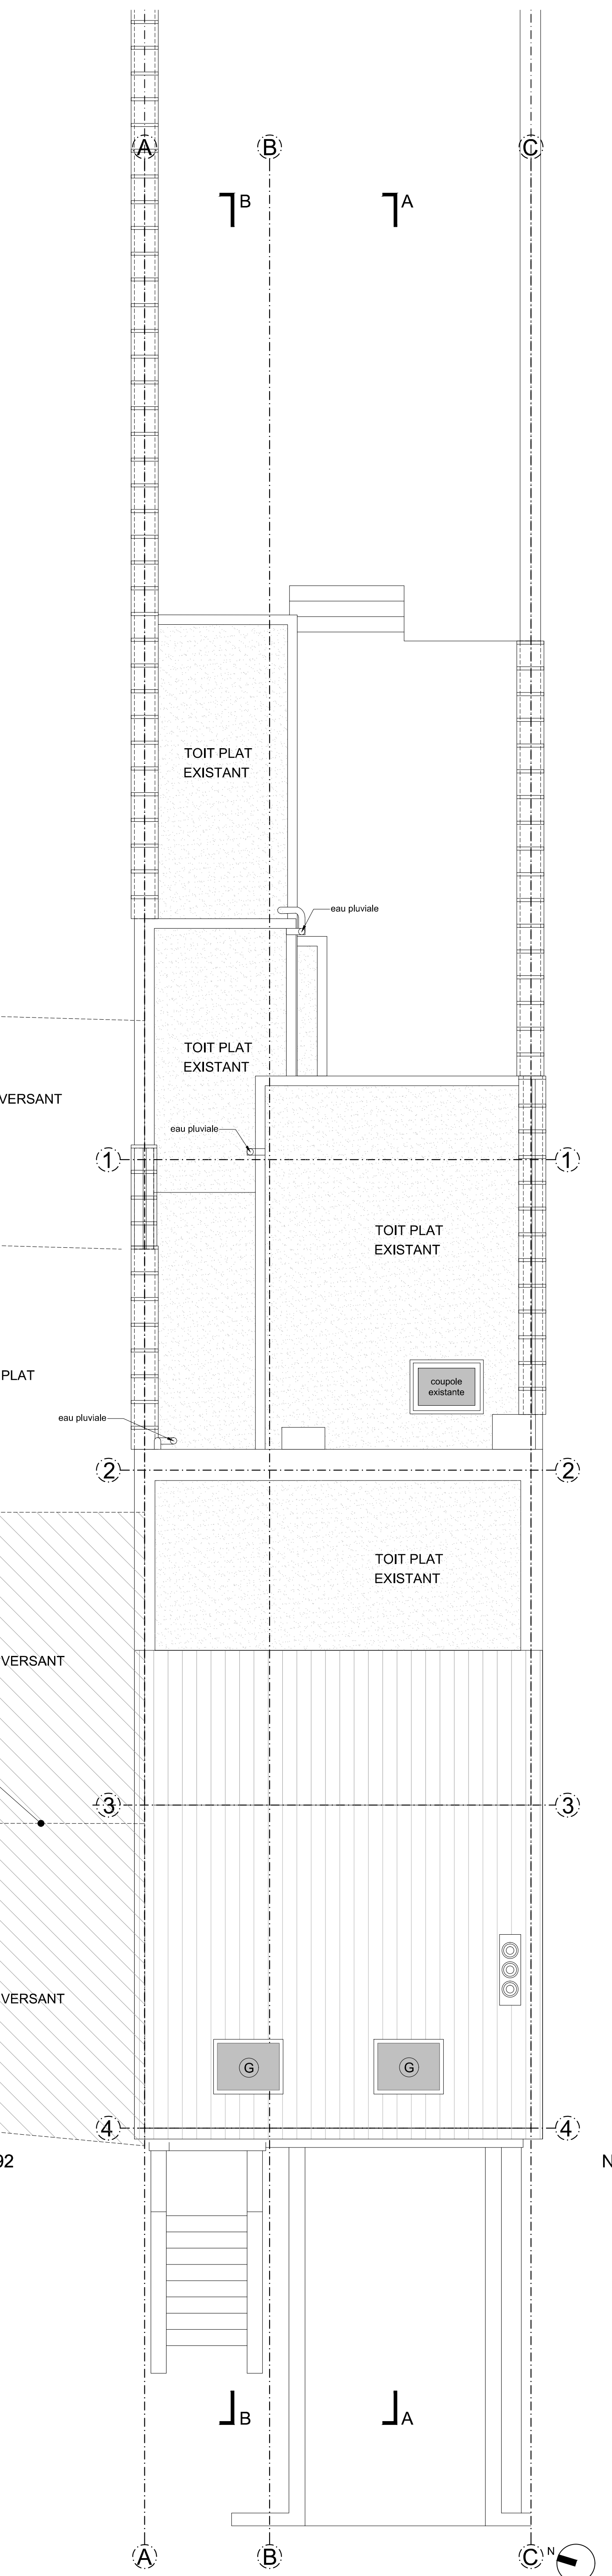 A
B
C
B
A
TOIT PLAT
EXISTANT
eau pluviale
TOIT PLAT
EXISTANT
VERSANT
eau pluviale
1
1
TOIT PLAT
EXISTANT
PLAT
coupole
existante
eau pluviale
2
2
TOIT PLAT
EXISTANT
VERSANT
3
3
VERSANT
G
G
4
4
92
N
B
A
A
B
C
N